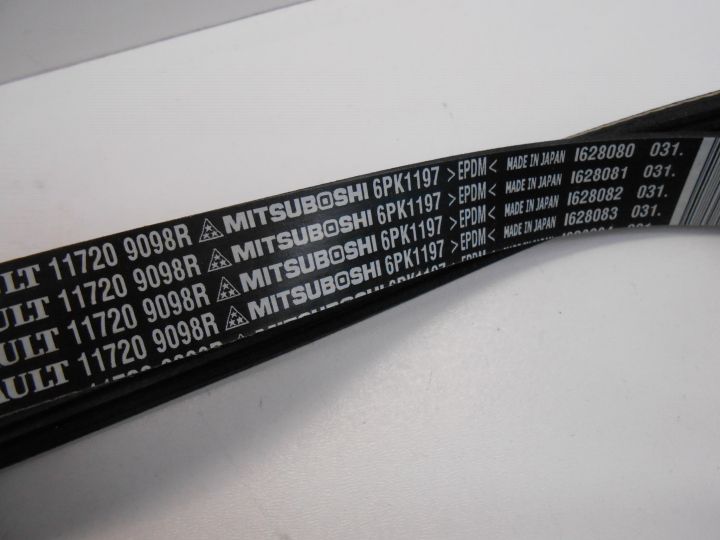 ULT 11720 9098R MITSUBOSHI 6PK1197 >EPDM< MADE IN JAPAN I628080 031.
ULT 11720 9098R MITSUBOSHI 6PK1197 >EPDM< MADE IN JAPAN I628081 031.
AULT 11720 9098R MITSUBOSHI 6PK1197 >EPDM< MADE IN JAPAN I628082 031.
AULT 11720 9098R MITSUBOSHI 6PK1197 >EPDM< MADE IN JAPAN I628083 031.